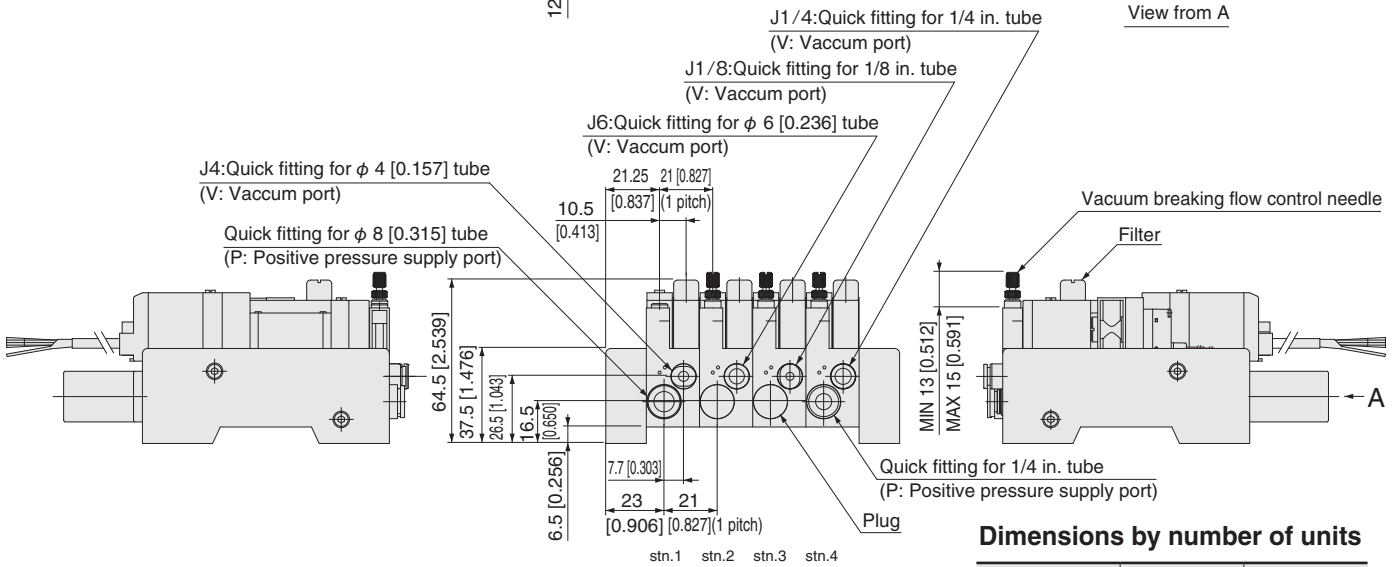 12
J1/4:Quick fitting for 1/4 in. tube
(V: Vaccum port)
View from A
J1/8:Quick fitting for 1/8 in. tube
(V: Vaccum port)
J6:Quick fitting for φ 6 [0.236] tube
(V: Vaccum port)
J4:Quick fitting for φ 4 [0.157] tube
(V: Vaccum port)
21.25 21 [0.827]
[0.837] (1 pitch)
10.5
[0.413]
Vacuum breaking flow control needle
Quick fitting for φ 8 [0.315] tube
(P: Positive pressure supply port)
Filter
64.5 [2.539]
37.5 [1.476]
26.5 [1.043]
16.5
[0.650]
6.5 [0.256]
MIN 13 [0.512]
MAX 15 [0.591]
A
7.7 [0.303]
23 21
[0.906] [0.827](1 pitch)
Quick fitting for 1/4 in. tube
(P: Positive pressure supply port)
Plug
stn.1 stn.2 stn.3 stn.4
Dimensions by number of units